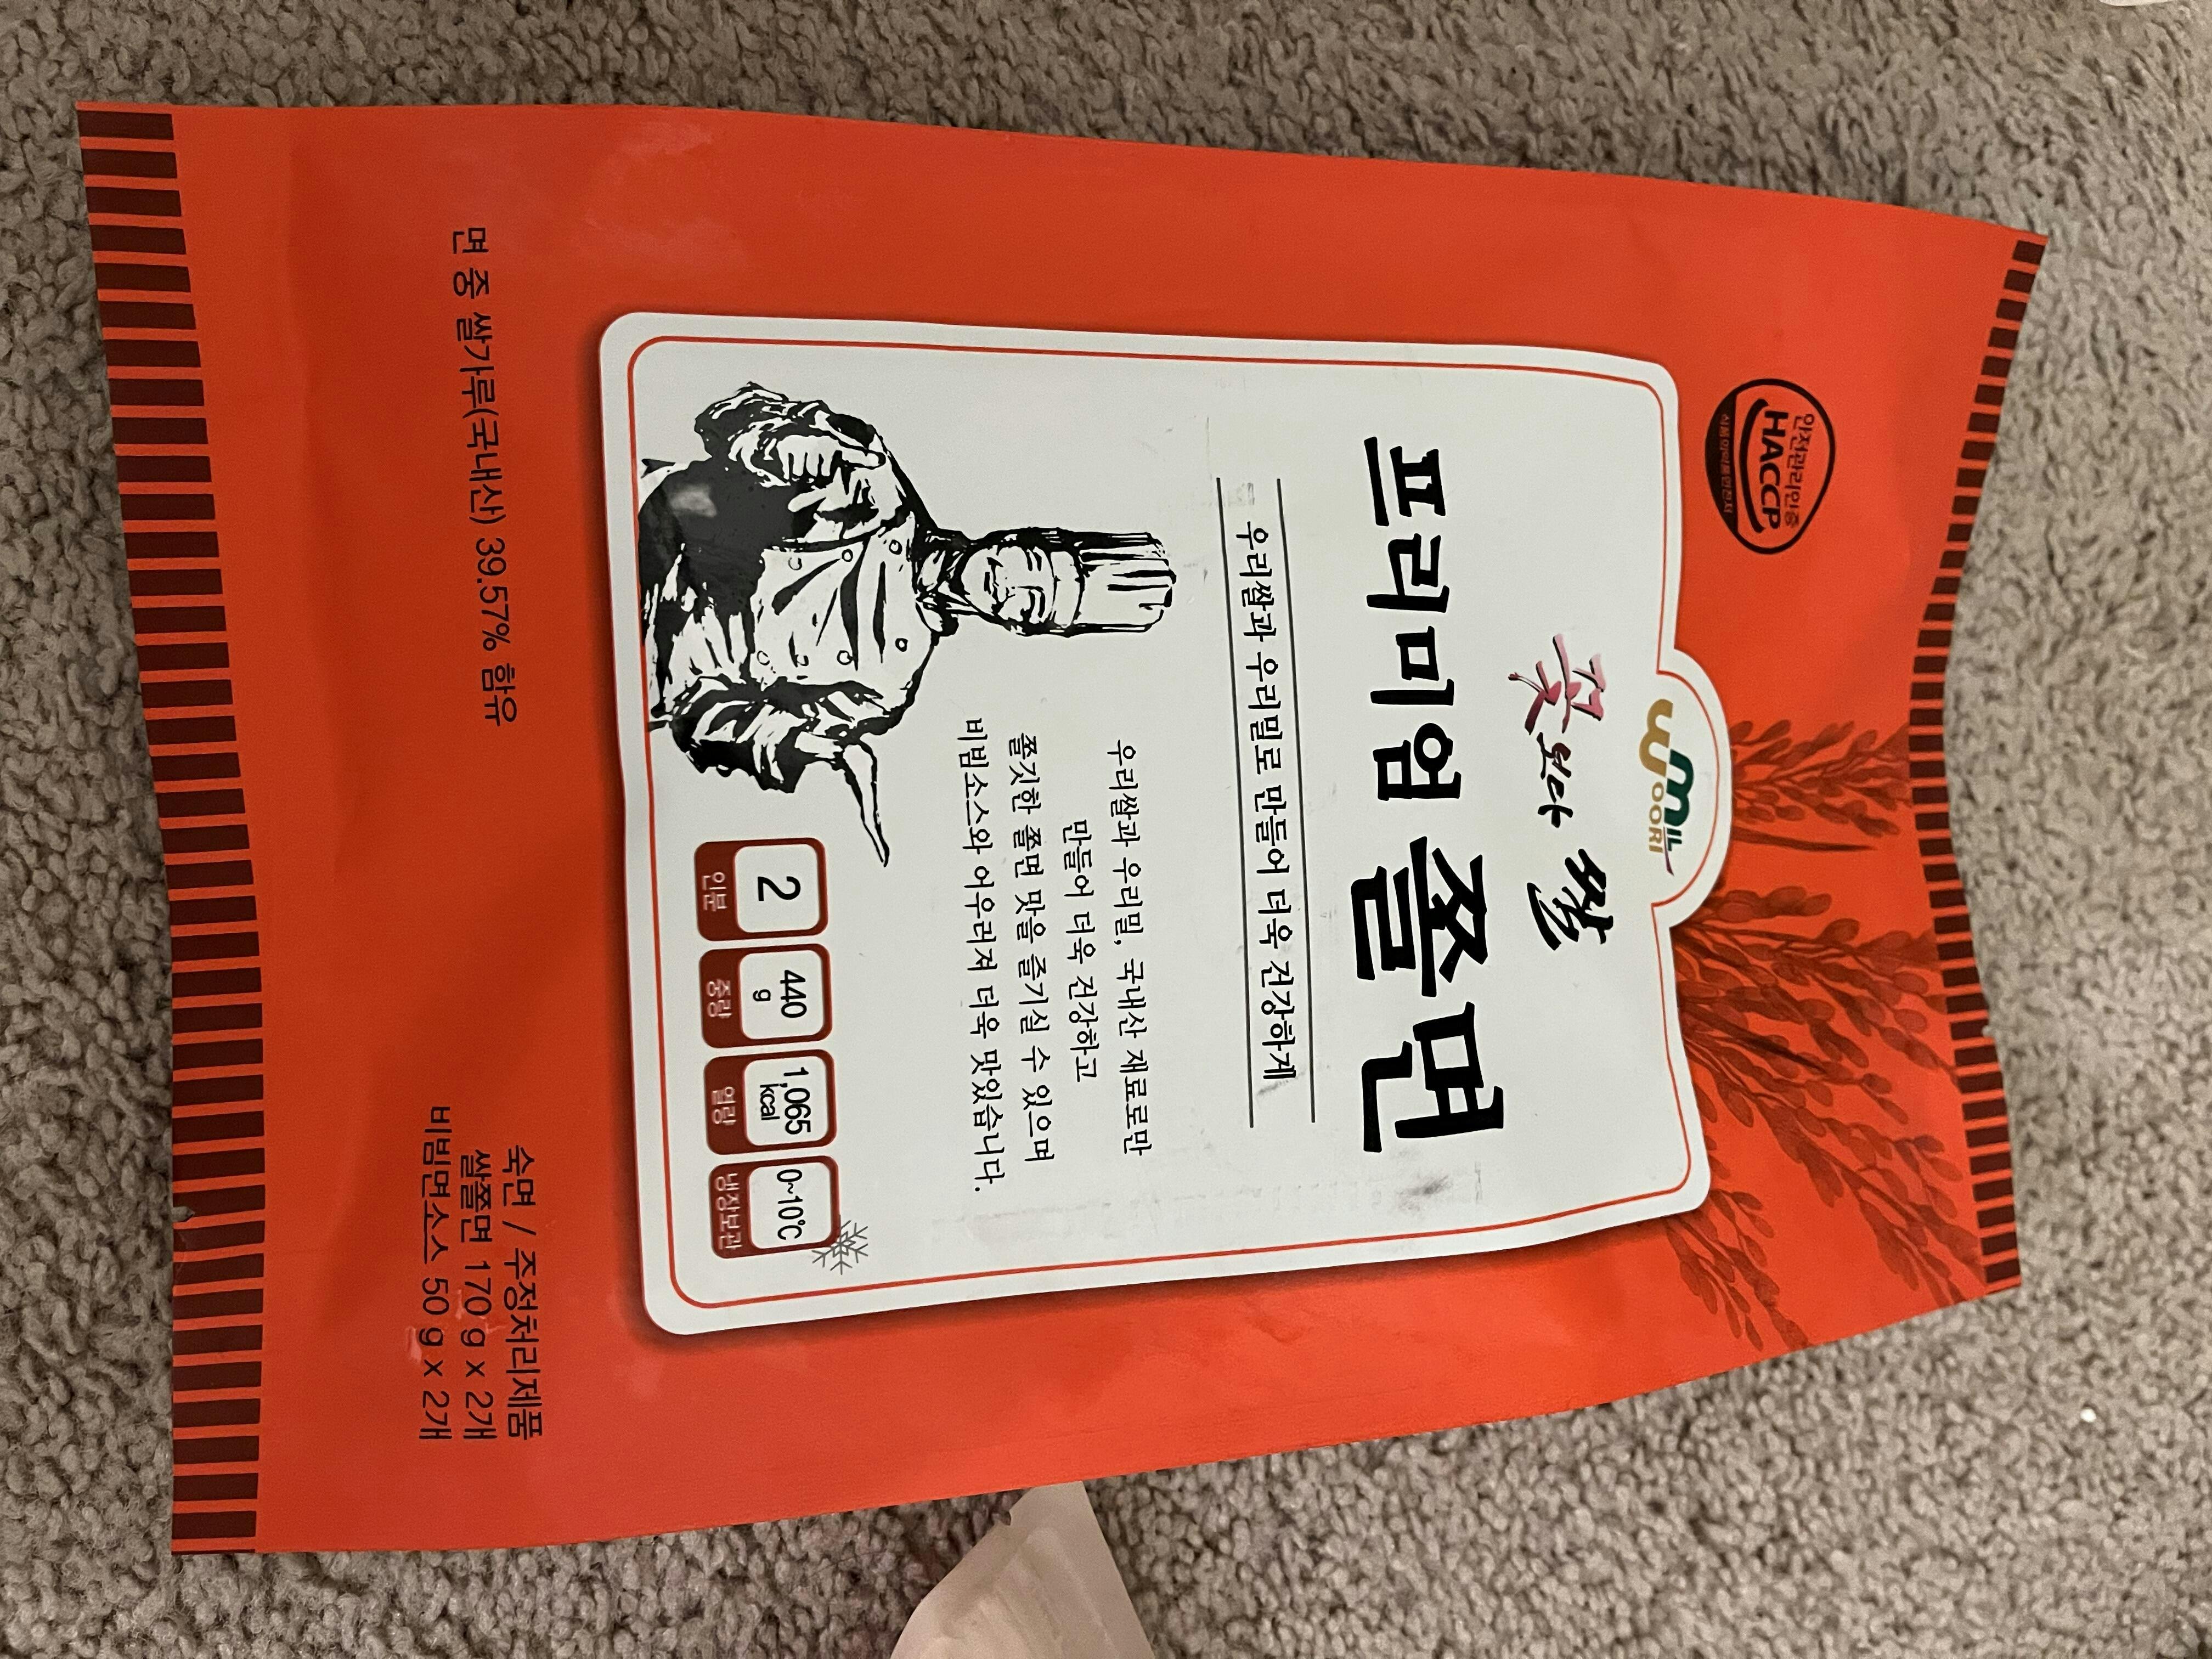 안전관리인증
HACCP
식품의약품안전처
WOORI
MIL
꽃보다 쌀
프리미엄 쫄면
우리쌀과 우리밀로 만들어 더욱 건강하게
우리쌀과 우리밀, 국내산 재료로만
만들어 더욱 건강하고
쫄깃한 쫄면 맛을 즐기실 수 있으며
비빔소스와 어우러져 더욱 맛있습니다.
2
인분
440
g
중량
1,065
kcal
열량
0~10℃
냉장보관
면 중 쌀가루(국내산) 39.57% 함유
숙면 / 주정처리제품
쌀쫄면 170 g x 2개
비빔면소스 50 g x 2개